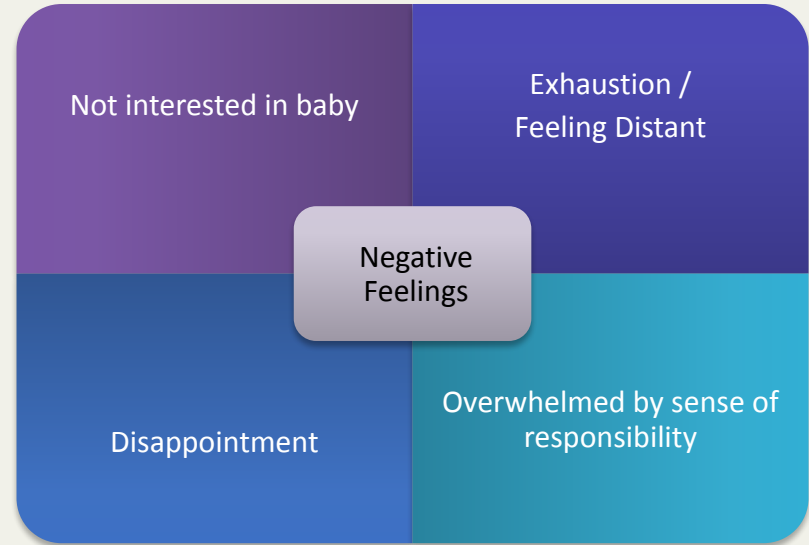 Not interested in baby
Exhaustion /
Feeling Distant
Negative
Feelings
Disappointment
Overwhelmed by sense of
responsibility